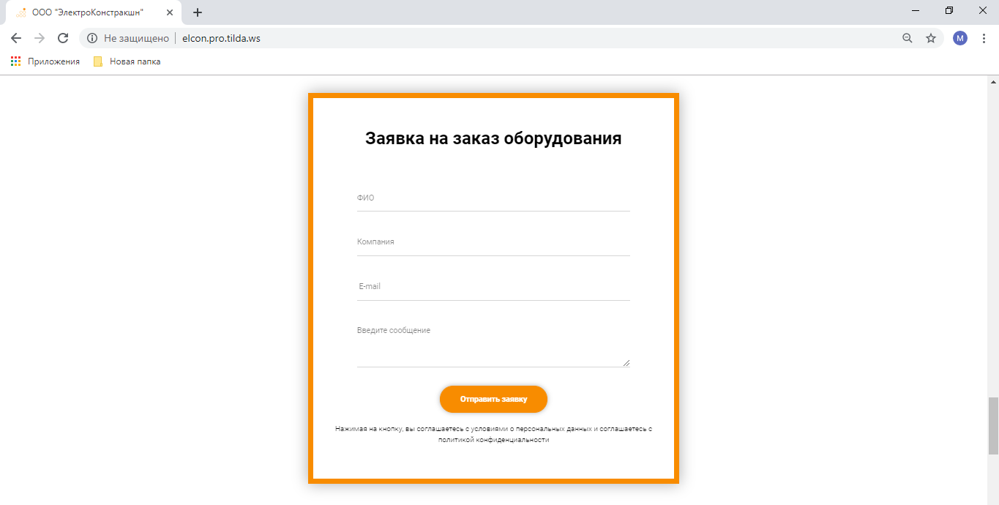 ООО "ЭлектроКонстракшн"
Не защищено
elcon.pro.tilda.ws
M
Приложения
Новая папка
Заявка на заказ оборудования
ФИО
Компания
E-mail
Введите сообщение
Отправить заявку
Нажимая на кнопку, вы соглашаетесь с условиями о персональных данных и соглашаетесь с
политикой конфиденциальности